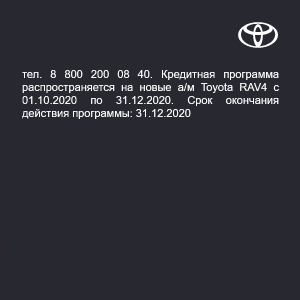 тел. 8 800 200 08 40. Кредитная программа
распространяется на новые а/м Toyota RAV4 с
01.10.2020 по 31.12.2020. Срок окончания
действия программы: 31.12.2020